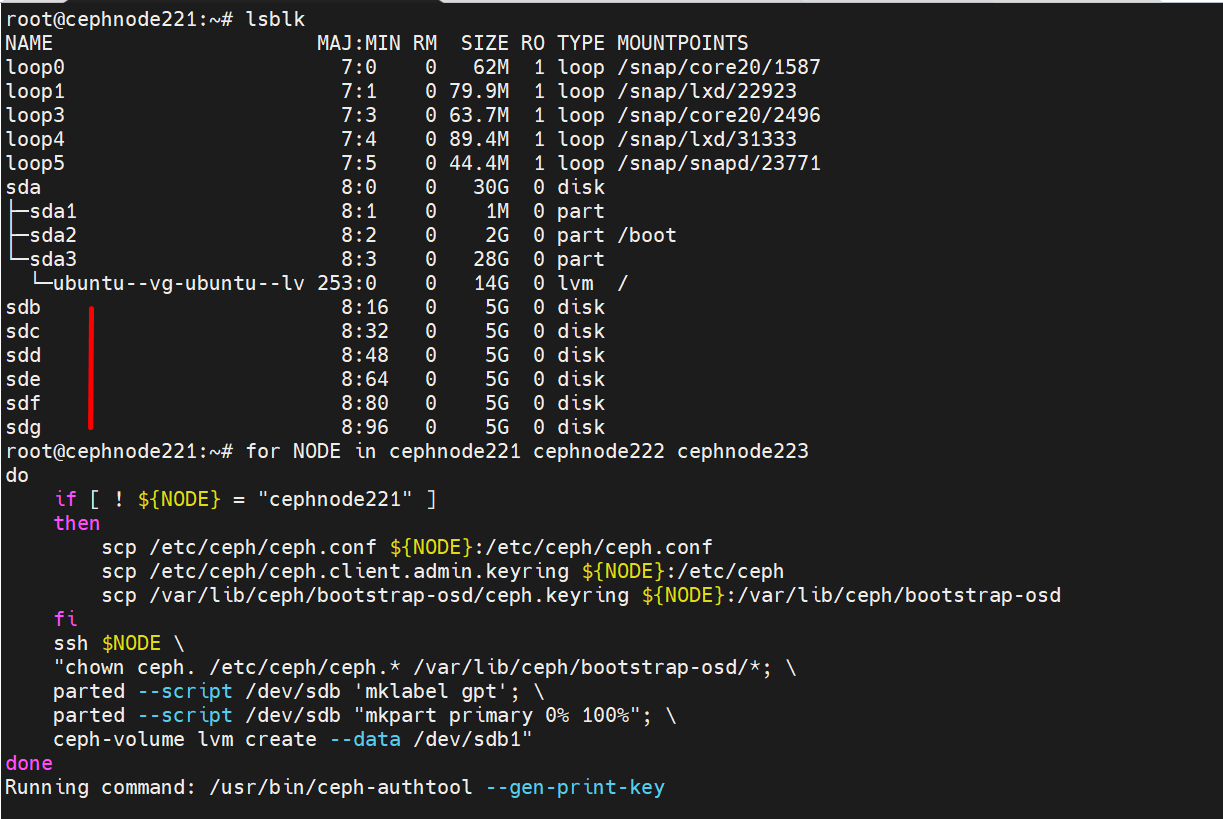 root@cephnode221:~# lsblk
NAME                      MAJ:MIN RM  SIZE RO TYPE MOUNTPOINTS
loop0                       7:0    0   62M  1 loop /snap/core20/1587
loop1                       7:1    0 79.9M  1 loop /snap/lxd/22923
loop3                       7:3    0 63.7M  1 loop /snap/core20/2496
loop4                       7:4    0 89.4M  1 loop /snap/lxd/31333
loop5                       7:5    0 44.4M  1 loop /snap/snapd/23771
sda                         8:0    0   30G  0 disk
├─sda1                      8:1    0    1M  0 part
├─sda2                      8:2    0    2G  0 part /boot
└─sda3                      8:3    0   28G  0 part
  └─ubuntu--vg-ubuntu--lv 253:0    0   14G  0 lvm  /
sdb                         8:16   0    5G  0 disk
sdc                         8:32   0    5G  0 disk
sdd                         8:48   0    5G  0 disk
sde                         8:64   0    5G  0 disk
sdf                         8:80   0    5G  0 disk
sdg                         8:96   0    5G  0 disk
root@cephnode221:~# for NODE in cephnode221 cephnode222 cephnode223
do
    if [ ! ${NODE} = "cephnode221" ]
    then
        scp /etc/ceph/ceph.conf ${NODE}:/etc/ceph/ceph.conf
        scp /etc/ceph/ceph.client.admin.keyring ${NODE}:/etc/ceph
        scp /var/lib/ceph/bootstrap-osd/ceph.keyring ${NODE}:/var/lib/ceph/bootstrap-osd
    fi
    ssh $NODE \
    "chown ceph. /etc/ceph/ceph.* /var/lib/ceph/bootstrap-osd/*; \
    parted --script /dev/sdb 'mklabel gpt'; \
    parted --script /dev/sdb "mkpart primary 0% 100%"; \
    ceph-volume lvm create --data /dev/sdb1"
done
Running command: /usr/bin/ceph-authtool --gen-print-key